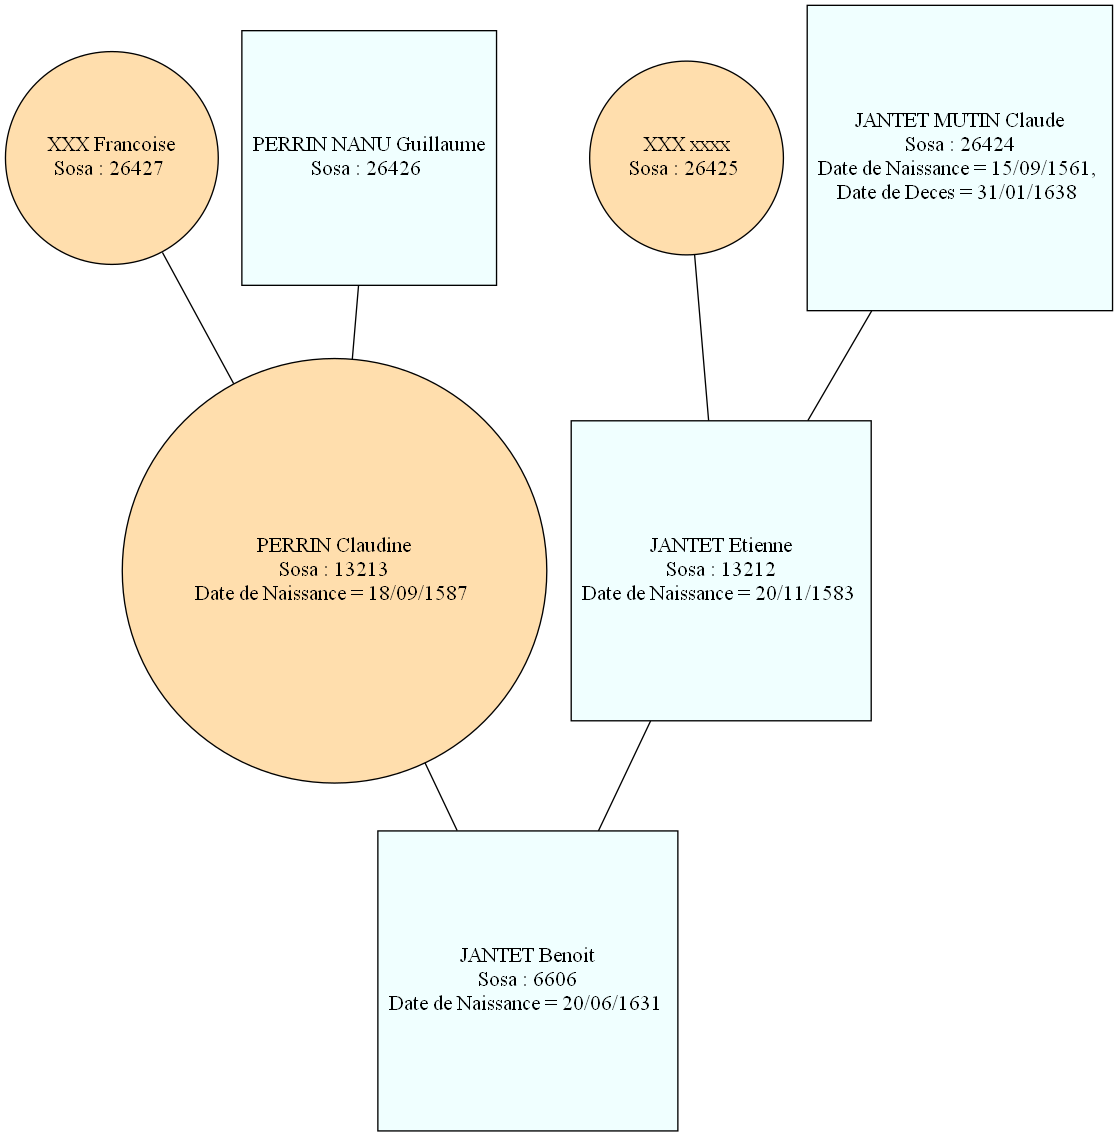 XXX Francoise
Sosa : 26427
PERRIN NANU Guillaume
Sosa : 26426
XXX xxxx
Sosa : 26425
JANTET MUTIN Claude
Sosa : 26424
Date de Naissance = 15/09/1561,
Date de Deces = 31/01/1638
PERRIN Claudine
Sosa : 13213
Date de Naissance = 18/09/1587
JANTET Etienne
Sosa : 13212
Date de Naissance = 20/11/1583
JANTET Benoit
Sosa : 6606
Date de Naissance = 20/06/1631